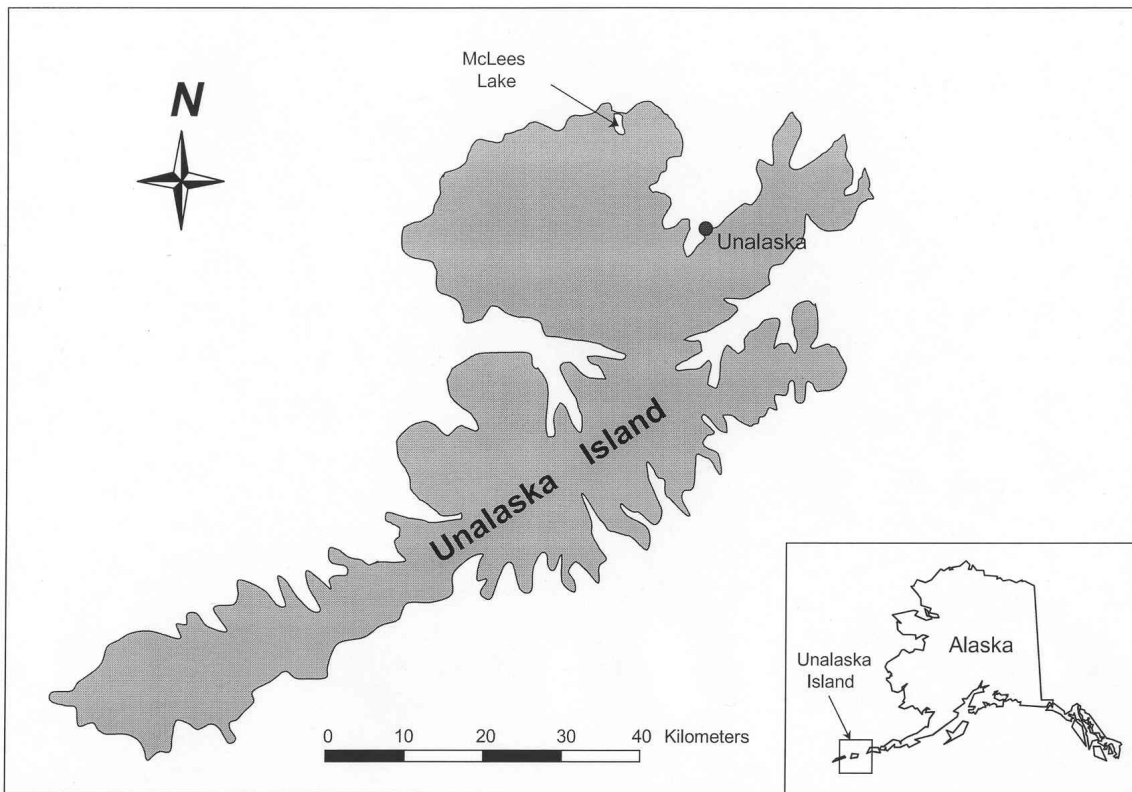 McLees
Lake
N
Unalaska
Unalaska Island
0 10 20 30 40 Kilometers
Alaska
Unalaska
Island